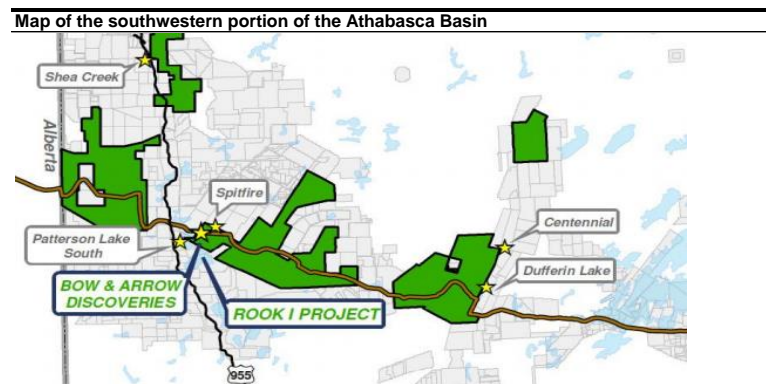 Map of the southwestern portion of the Athabasca Basin
Shea Creek
Alberta
Spitfire
Patterson Lake
South
Centennial
Dufferin Lake
BOW & ARROW
DISCOVERIES
ROOK I PROJECT
955